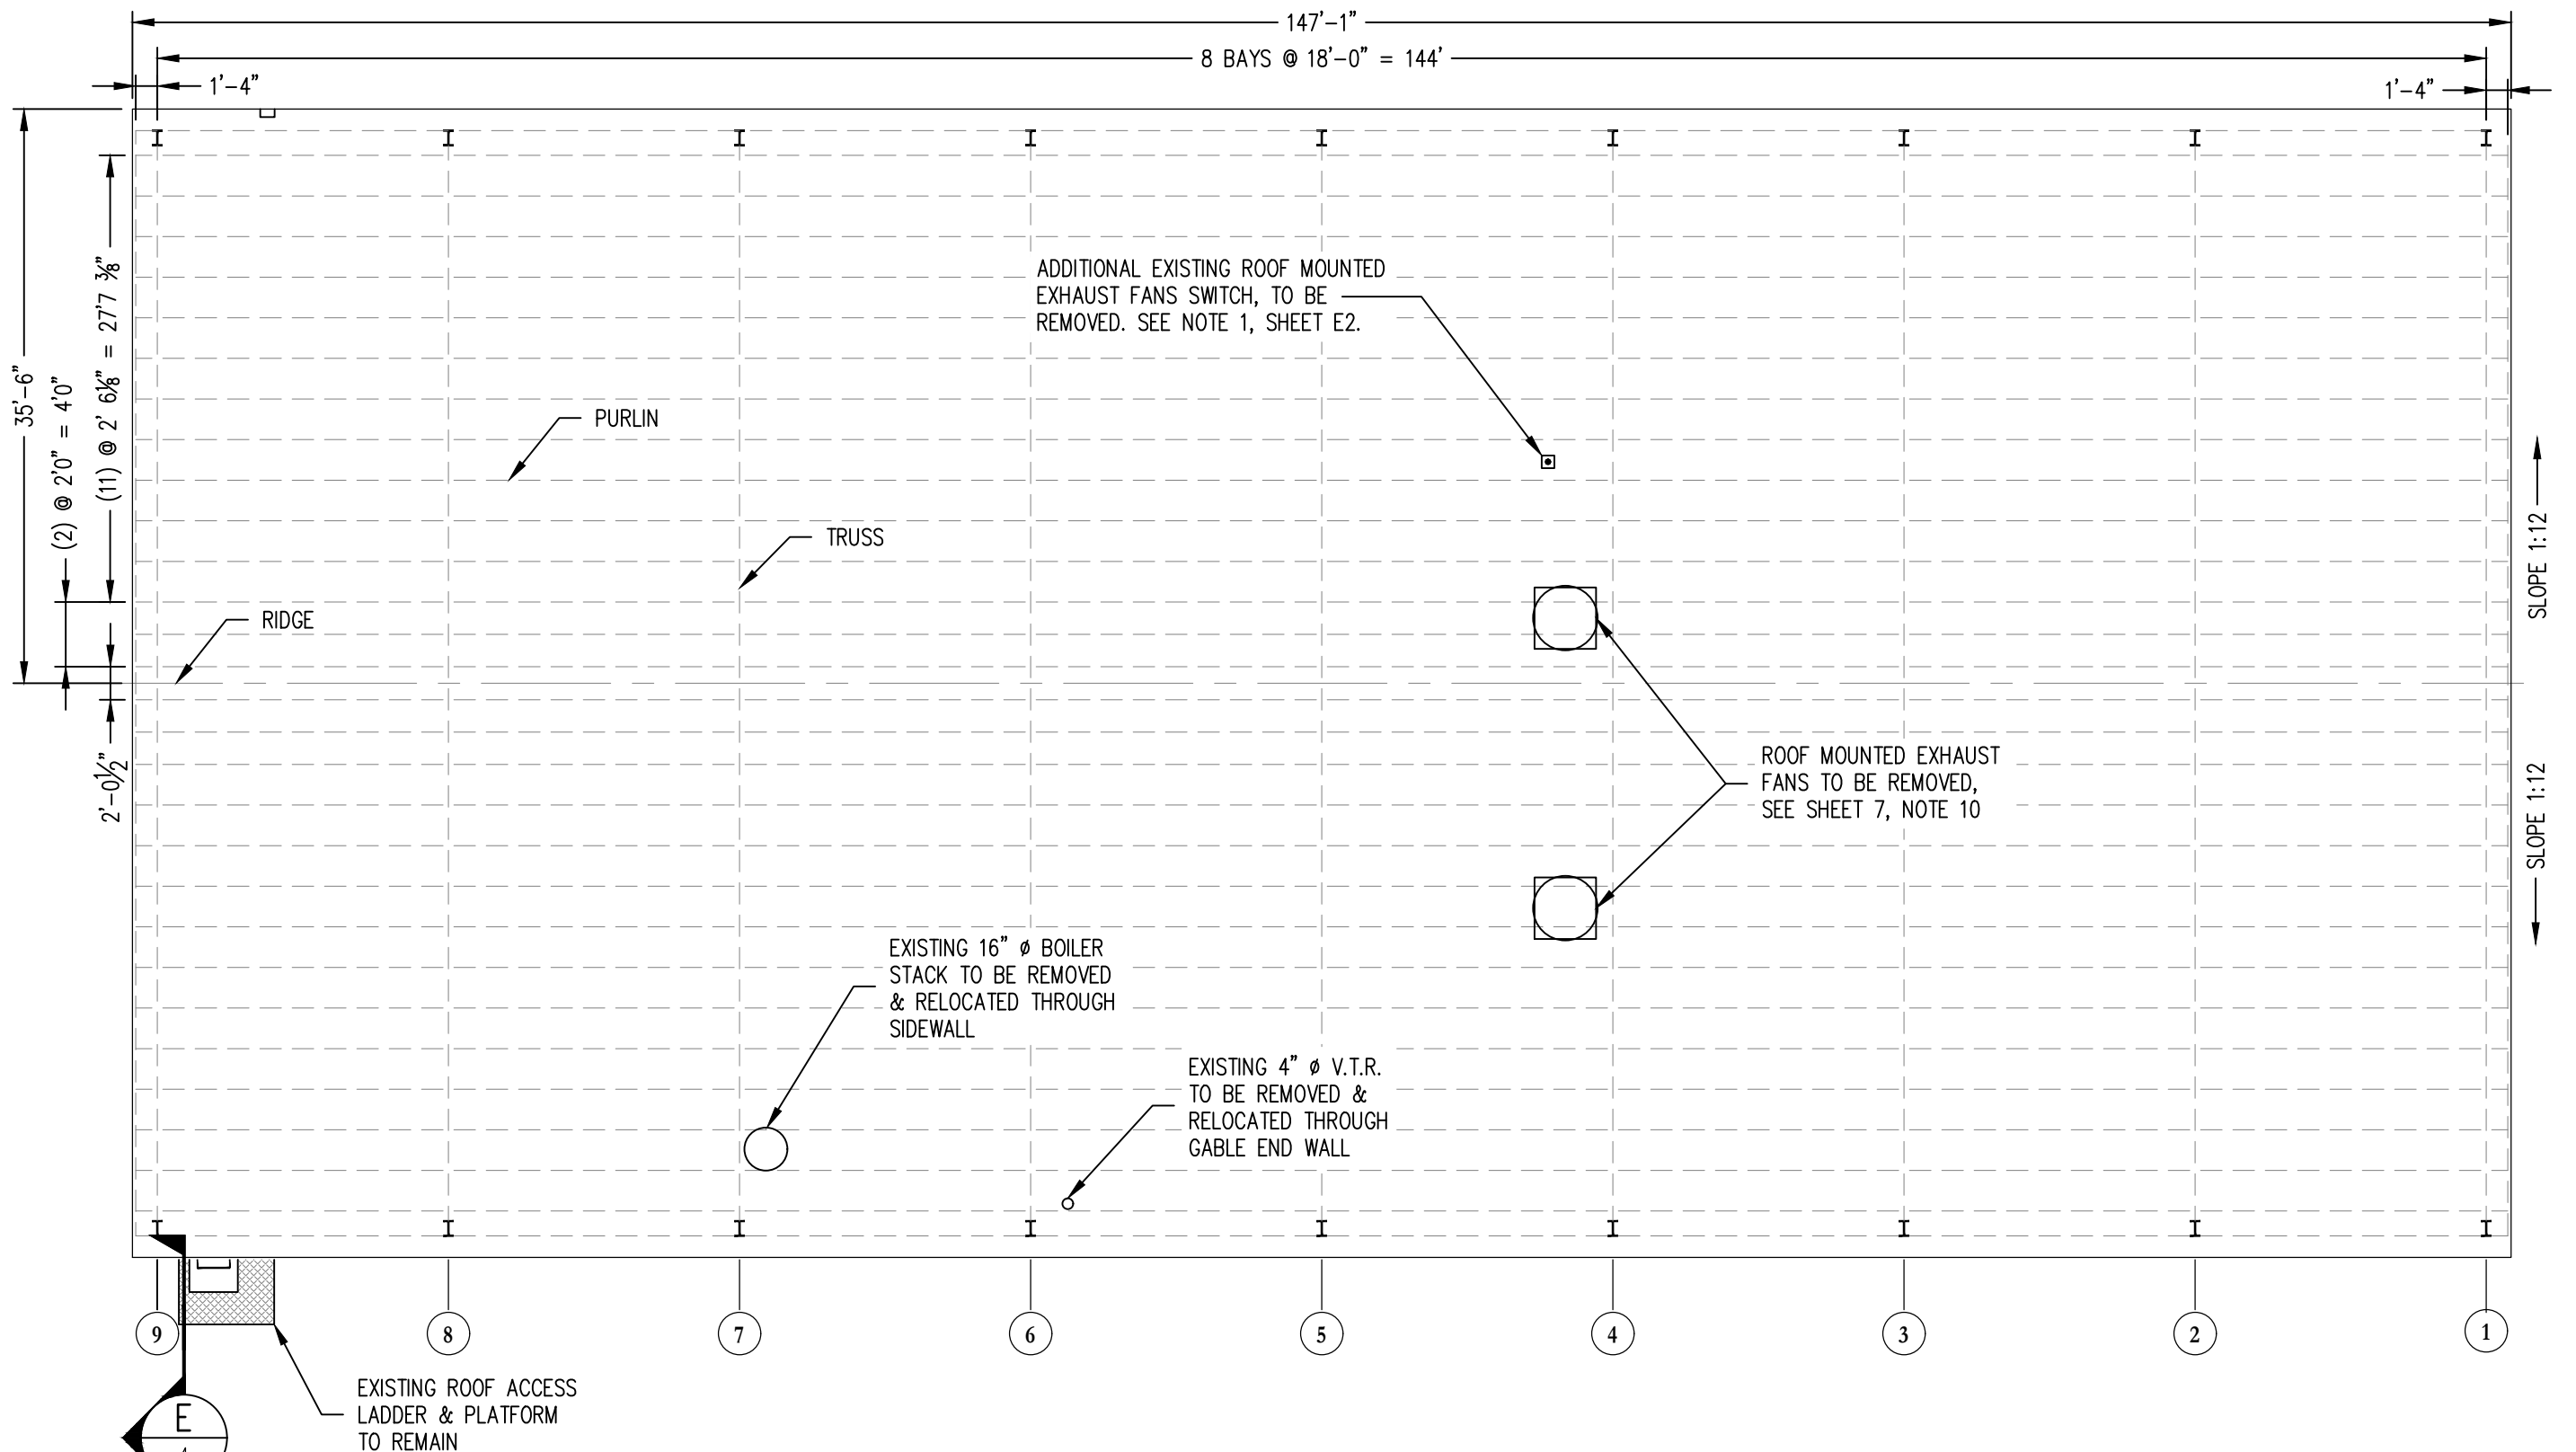 147'-1"
8 BAYS @ 18'-0" = 144'
1'-4"
1'-4"
35'-6"
(2) @ 2'0" = 4'0"
(11) @ 2' 6⅛" = 27'7 ⅜"
2'-0½"
ADDITIONAL EXISTING ROOF MOUNTED
EXHAUST FANS SWITCH, TO BE
REMOVED. SEE NOTE 1, SHEET E2.
PURLIN
TRUSS
RIDGE
SLOPE 1:12
SLOPE 1:12
ROOF MOUNTED EXHAUST
FANS TO BE REMOVED,
SEE SHEET 7, NOTE 10
EXISTING 16" ø BOILER
STACK TO BE REMOVED
& RELOCATED THROUGH
SIDEWALL
EXISTING 4" ø V.T.R.
TO BE REMOVED &
RELOCATED THROUGH
GABLE END WALL
9 8 7 6 5 4 3 2 1
EXISTING ROOF ACCESS
LADDER & PLATFORM
TO REMAIN
E